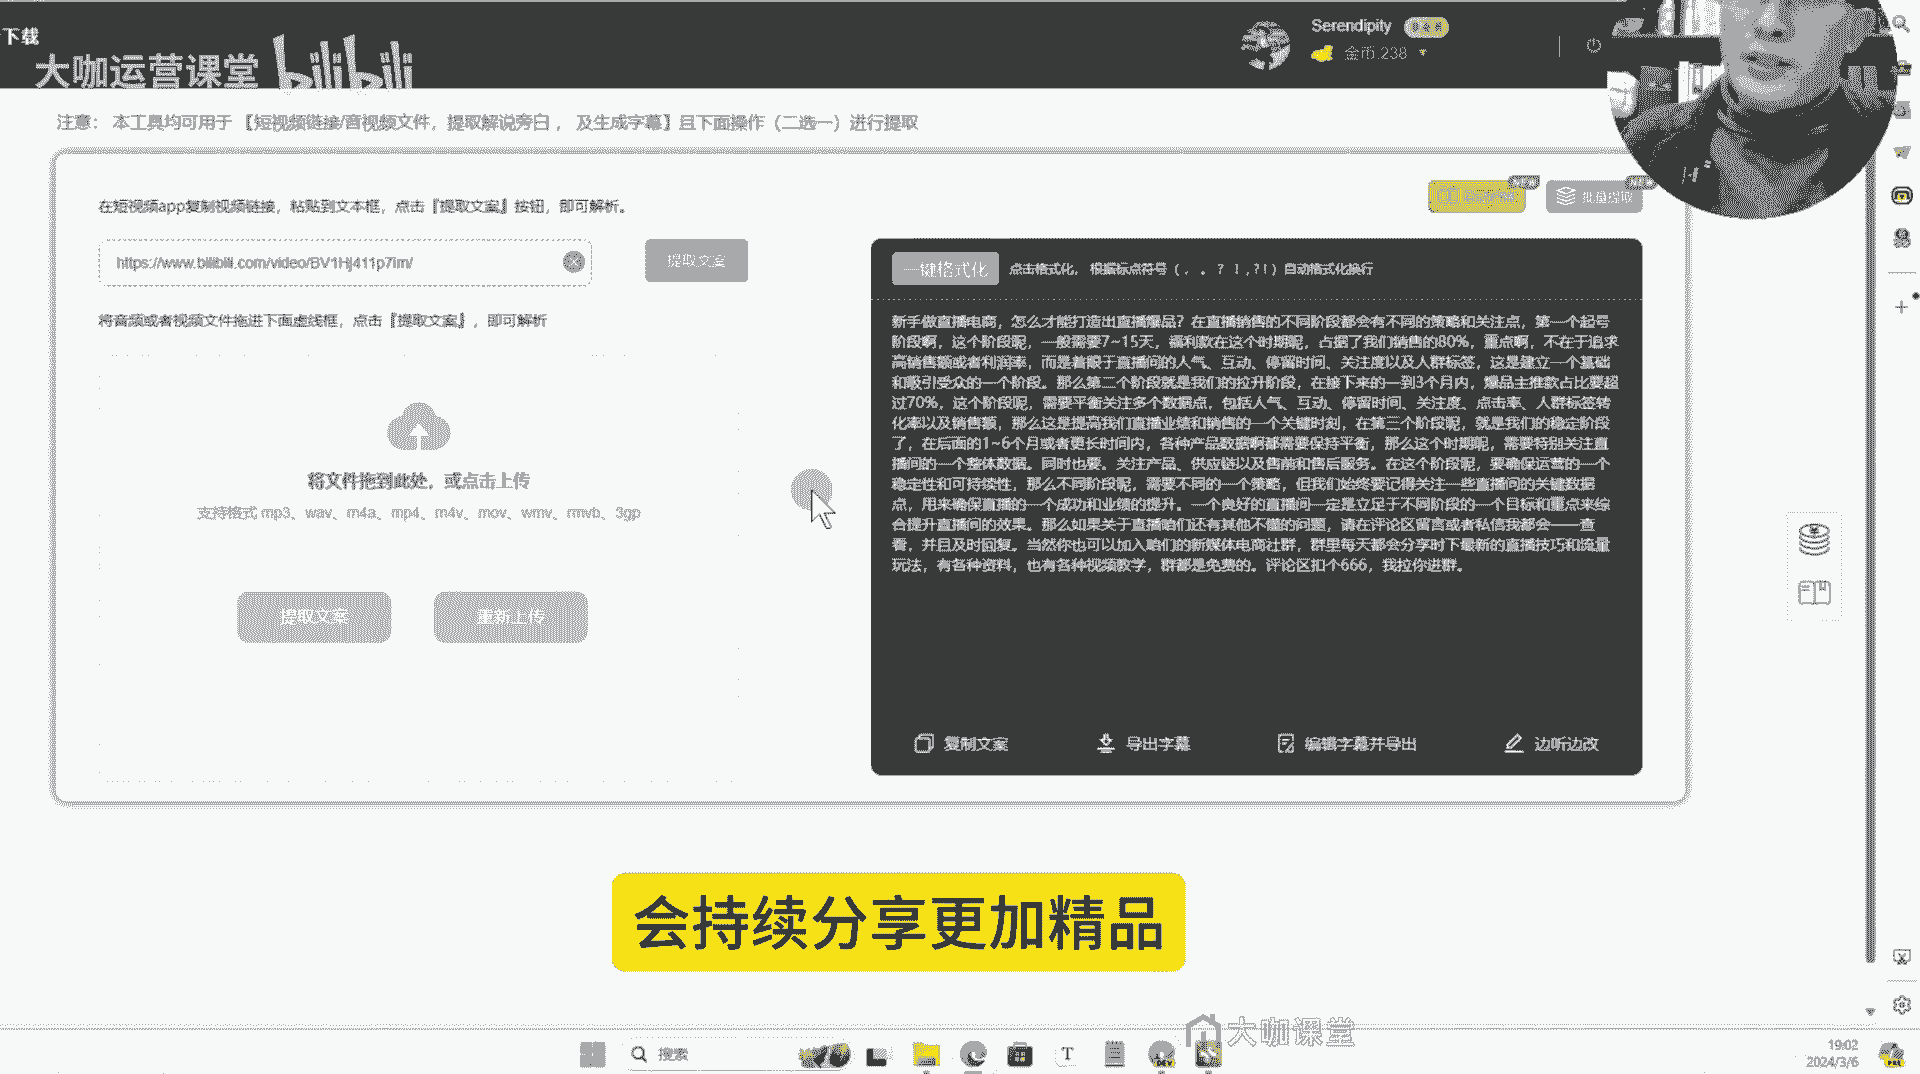 下载
大咖运营课堂 bilibili
Serendipity
金币:238
注意： 本工具均可用于 【短视频链接/音视频文件，提取解说旁白， 及生成字幕】且下面操作（二选一）进行提取
在短视频app复制视频链接，粘贴到文本框，点击『提取文案』按钮，即可解析。
https://www.bilibili.com/video/BV1Hj411p7im/
提取文案
批量提取
将音频或者视频文件拖进下面虚线框，点击『提取文案』，即可解析
将文件拖到此处，或点击上传
支持格式 mp3、wav、m4a、mp4、m4v、mov、wmv、rmvb、3gp
提取文案
重新上传
一键格式化
点击格式化， 根据标点符号（ , 。 ? ! ,?!）自动格式化换行
新手做直播电商，怎么才能打造出直播爆品？在直播销售的不同阶段都会有不同的策略和关注点，第一个起号
阶段啊，这个阶段呢，一般需要7~15天，福利款在这个时期呢，占据了我们销售的80%，重点啊，不在于追求
高销售额或者利润率，而是着眼于直播间的人气、互动、停留时间、关注度以及人群标签，这是建立一个基础
和吸引受众的一个阶段。那么第二个阶段就是我们的拉升阶段，在接下来的一到3个月内，爆品主推款占比要超
过70%，这个阶段呢，需要平衡关注多个数据点，包括人气、互动、停留时间、关注度、点击率、人群标签转
化率以及销售额，那么这是提高我们直播业绩和销售的一个关键时刻，在第三个阶段呢，就是我们的稳定阶段
了，在后面的1~6个月或者更长时间内，各种产品数据啊都需要保持平衡，那么这个时期呢，需要特别关注直
播间的一个整体数据。同时也要。关注产品、供应链以及售前和售后服务。在这个阶段呢，要确保运营的一个
稳定性和可持续性，那么不同阶段呢，需要不同的一个策略，但我们始终要记得关注一些直播间的关键数据
点，用来确保直播的一个成功和业绩的提升。一个良好的直播间一定是立足于不同阶段的一个目标和重点来综
合提升直播间的效果。那么如果关于直播咱们还有其他不懂的问题，请在评论区留言或者私信我都会一一查
看，并且及时回复。当然你也可以加入咱们的新媒体电商社群，群里每天都会分享时下最新的直播技巧和流量
玩法，有各种资料，也有各种视频教学，群都是免费的。评论区扣个666，我拉你进群。
复制文案
导出字幕
编辑字幕并导出
边听边改
会持续分享更加精品
大咖课堂
搜索
19:02
2024/3/6